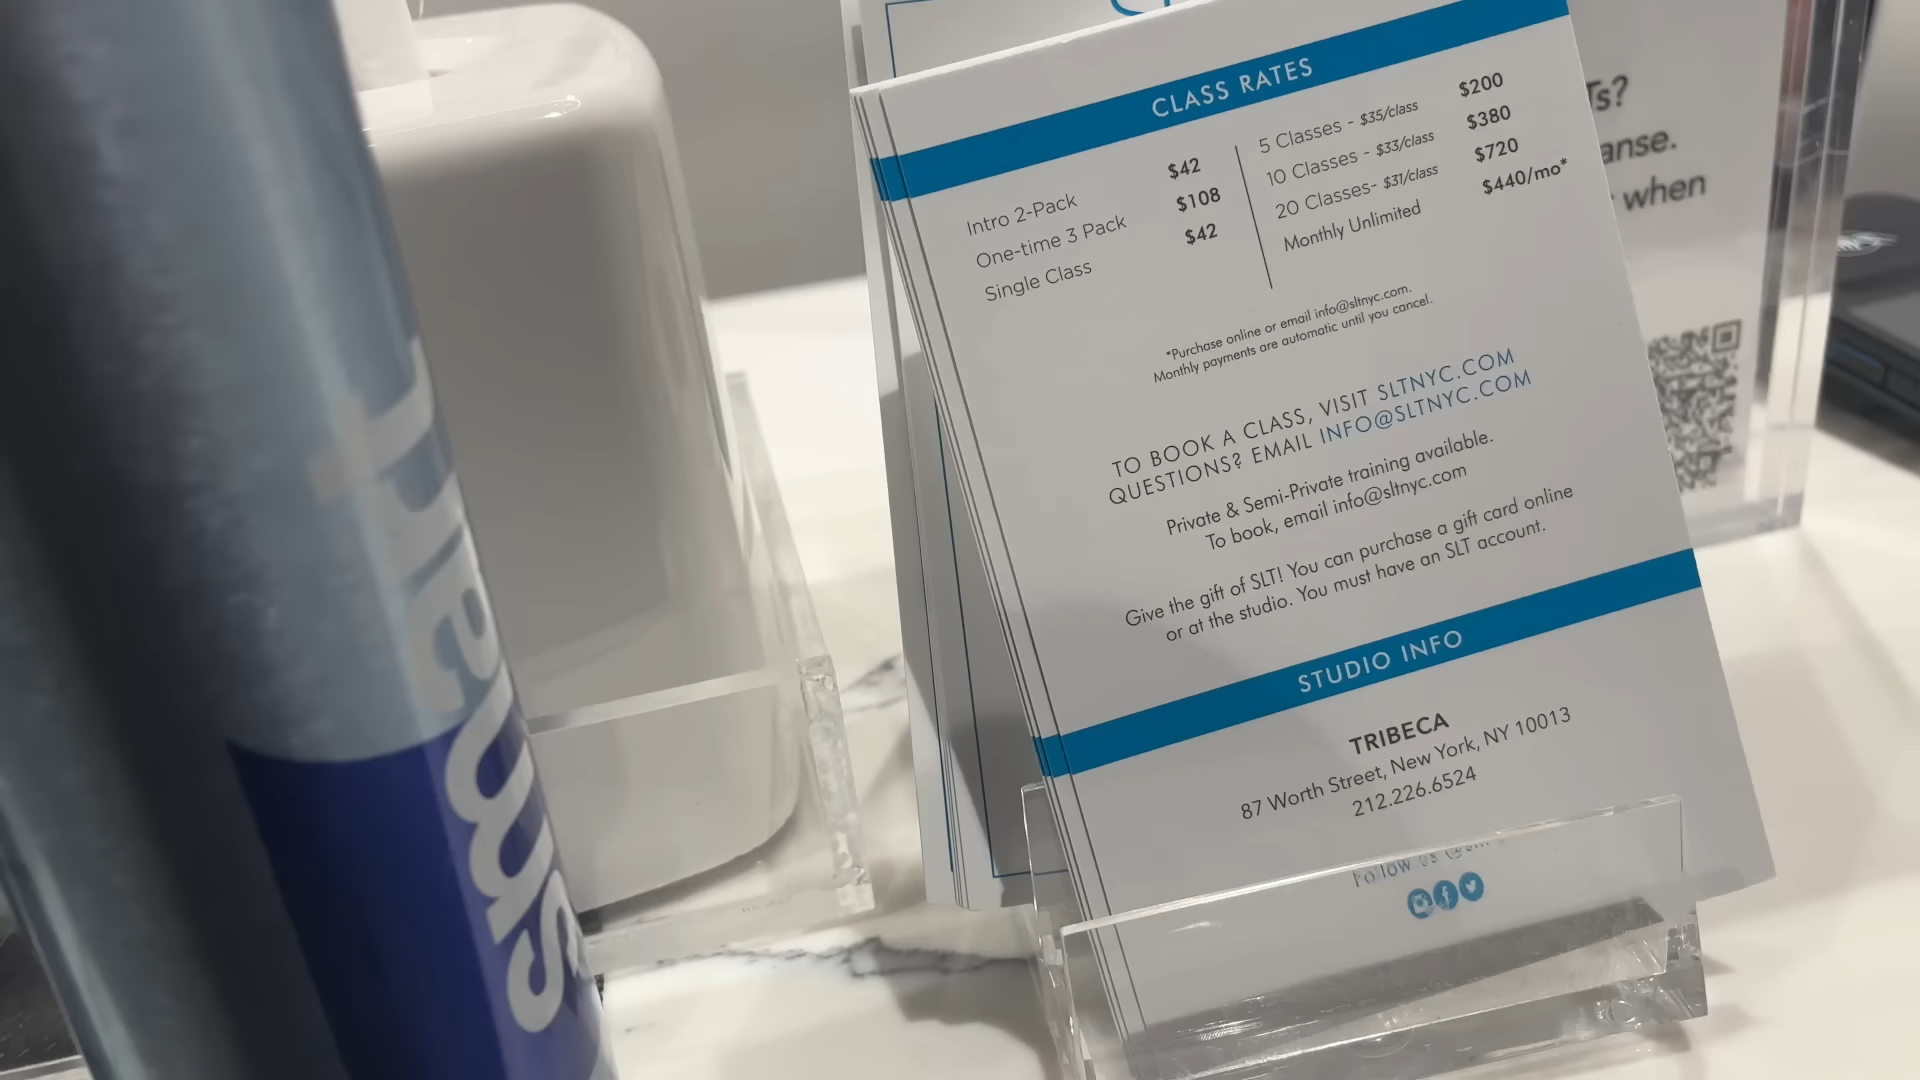 CLASS RATES
Intro 2-Pack $42
One-time 3 Pack $108
Single Class $42
5 Classes - $35/class $200
10 Classes - $33/class $380
20 Classes- $31/class $720
Monthly Unlimited $440/mo*
*Purchase online or email info@sltnyc.com.
Monthly payments are automatic until you cancel.
TO BOOK A CLASS, VISIT SLTNYC.COM
QUESTIONS? EMAIL INFO@SLTNYC.COM
Private & Semi-Private training available.
To book, email info@sltnyc.com
Give the gift of SLT! You can purchase a gift card online
or at the studio. You must have an SLT account.
STUDIO INFO
TRIBECA
87 Worth Street, New York, NY 10013
212.226.6524
Follow us
when
smar